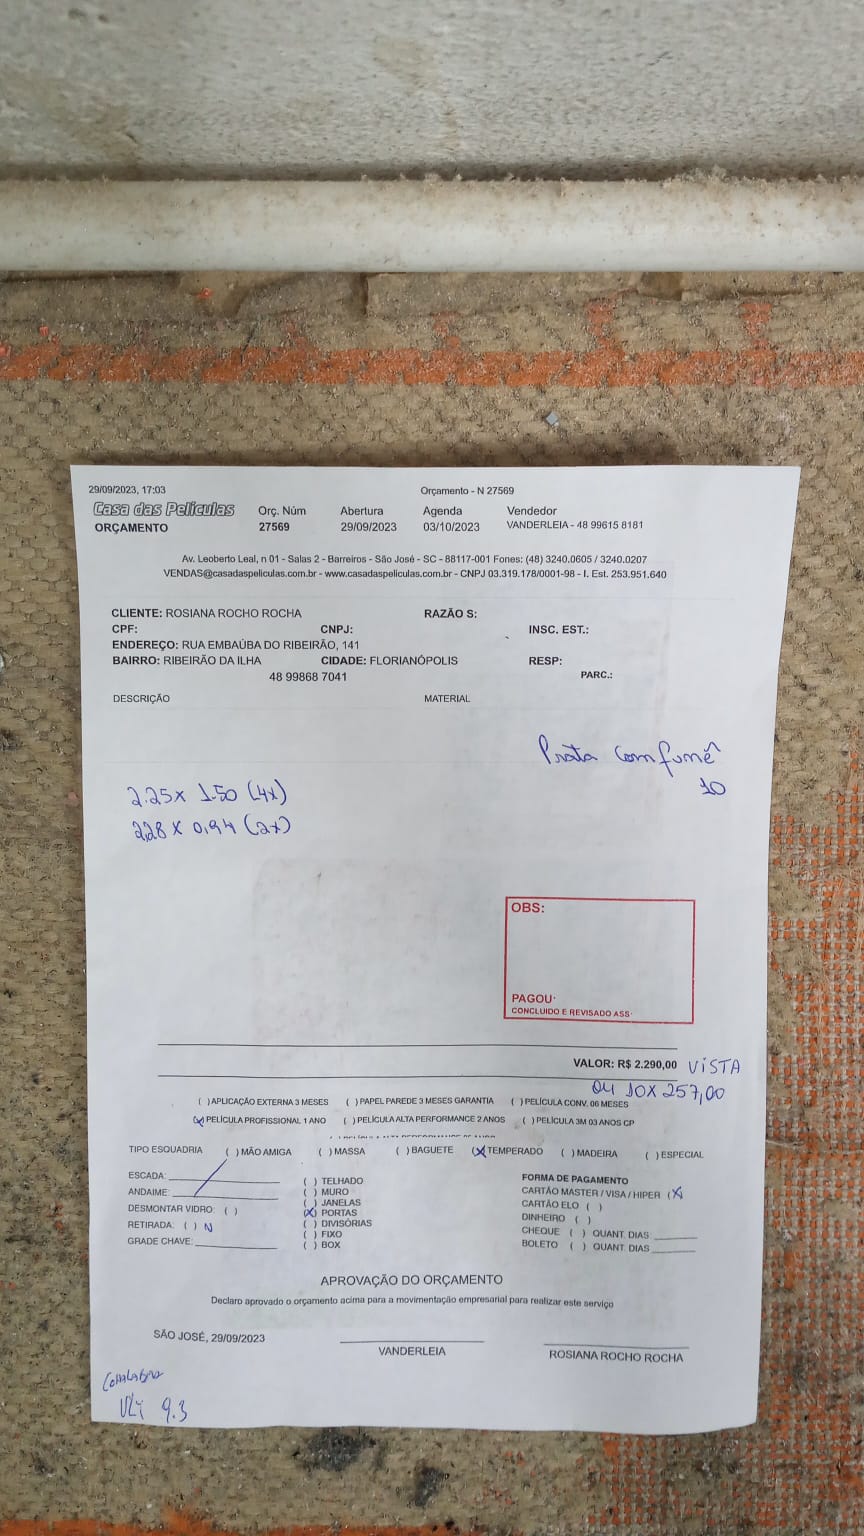 29/09/2023, 17:03 Orçamento - N 27569
Casa das Películas Orç. Núm Abertura Agenda Vendedor
ORÇAMENTO 27569 29/09/2023 03/10/2023 VANDERLEIA - 48 99615 8181
Av. Leoberto Leal, n 01 - Salas 2 - Barreiros - São José - SC - 88117-001 Fones: (48) 3240.0605 / 3240.0207
VENDAS@casadaspeliculas.com.br - www.casadaspeliculas.com.br - CNPJ 03.319.178/0001-98 - I. Est. 253.951.640
CLIENTE: ROSIANA ROCHO ROCHA RAZÃO S:
CPF: CNPJ: INSC. EST.:
ENDEREÇO: RUA EMBAÚBA DO RIBEIRÃO, 141
BAIRRO: RIBEIRÃO DA ILHA CIDADE: FLORIANÓPOLIS RESP:
48 99868 7041 PARC.:
DESCRIÇÃO MATERIAL
Prata com fumê
10
2.25 x 1.50 (4x)
2,28 x 0,94 (2x)
OBS:
PAGOU:
CONCLUIDO E REVISADO ASS:
VALOR: R$ 2.290,00 VISTA
ou 10x 257,00
( ) APLICAÇÃO EXTERNA 3 MESES ( ) PAPEL PAREDE 3 MESES GARANTIA ( ) PELÍCULA CONV. 06 MESES
(x) PELÍCULA PROFISSIONAL 1 ANO ( ) PELÍCULA ALTA PERFORMANCE 2 ANOS ( ) PELÍCULA 3M 03 ANOS CP
TIPO ESQUADRIA ( ) MÃO AMIGA ( ) MASSA ( ) BAGUETE (x) TEMPERADO ( ) MADEIRA ( ) ESPECIAL
ESCADA: ( ) TELHADO FORMA DE PAGAMENTO
ANDAIME: ( ) MURO CARTÃO MASTER / VISA / HIPER (x)
( ) JANELAS CARTÃO ELO ( )
DESMONTAR VIDRO: ( ) (x) PORTAS DINHEIRO ( )
RETIRADA: ( ) N ( ) DIVISÓRIAS CHEQUE ( ) QUANT. DIAS
( ) FIXO BOLETO ( ) QUANT. DIAS
GRADE CHAVE: ( ) BOX
APROVAÇÃO DO ORÇAMENTO
Declaro aprovado o orçamento acima para a movimentação empresarial para realizar este serviço
SÃO JOSÉ, 29/09/2023
VANDERLEIA ROSIANA ROCHO ROCHA
9.3